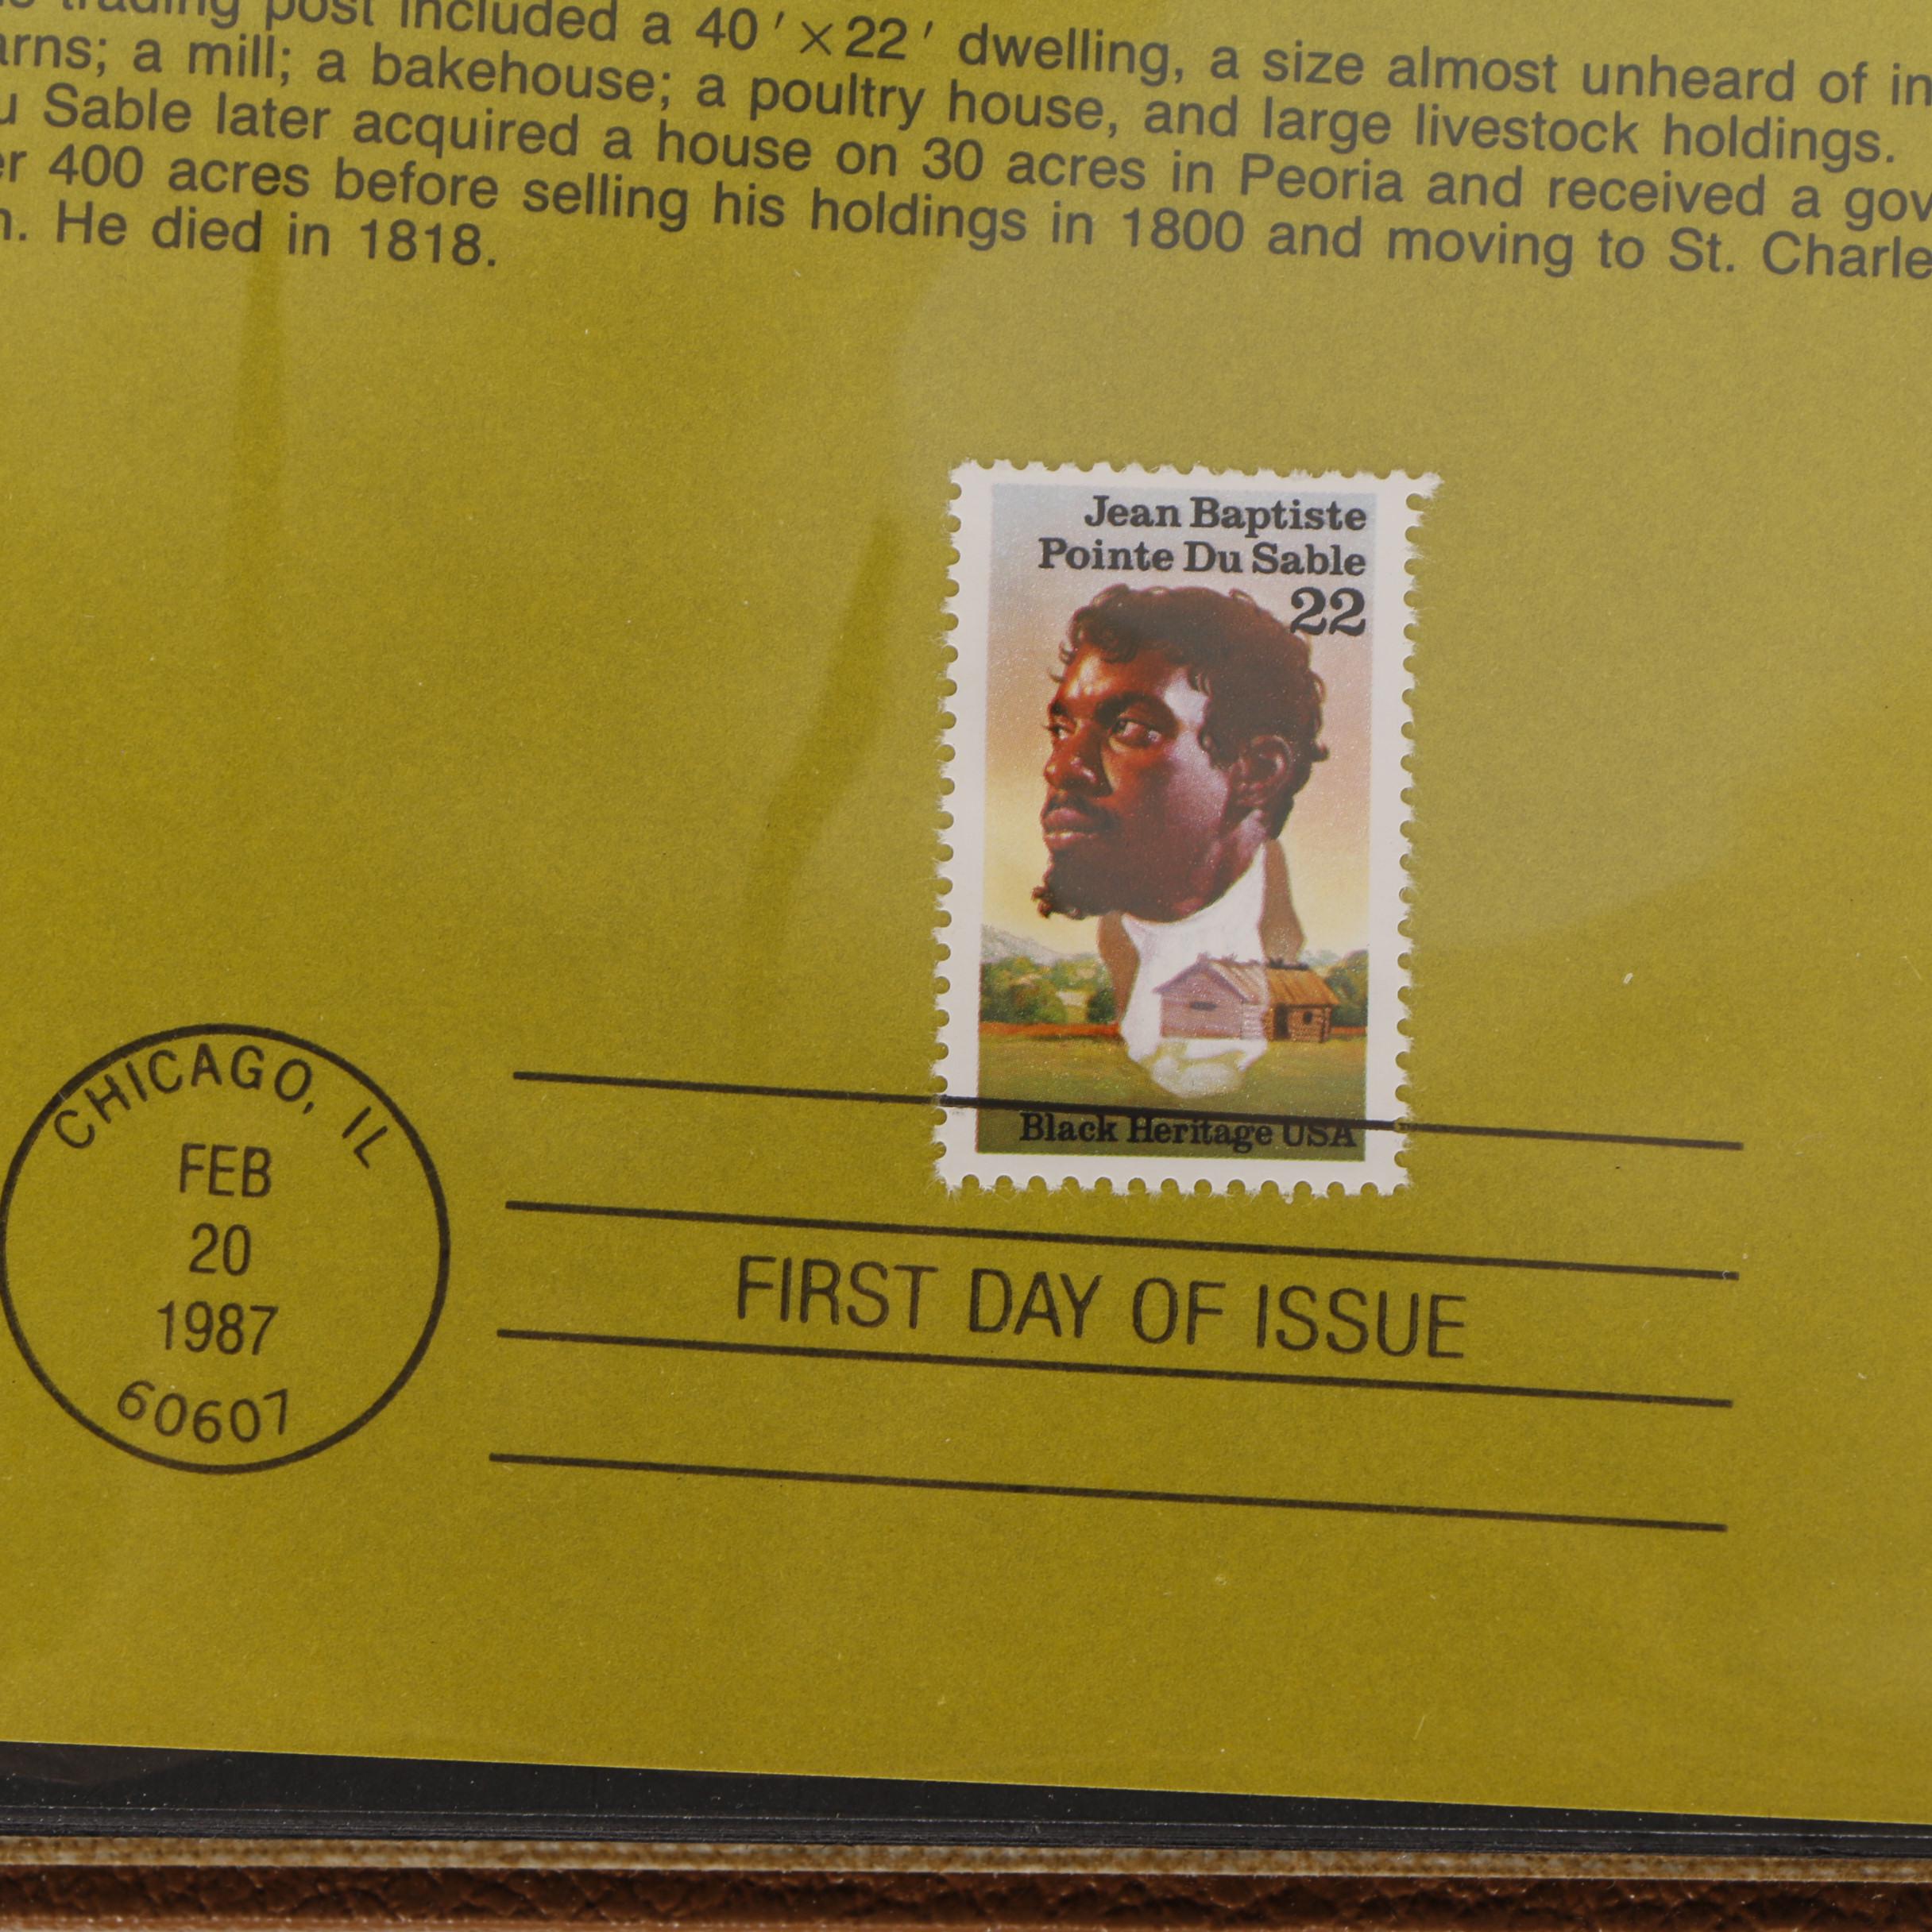 trading post included a 40' × 22' dwelling, a size almost unheard of in
arns; a mill; a bakehouse; a poultry house, and large livestock holdings.
u Sable later acquired a house on 30 acres in Peoria and received a gov
er 400 acres before selling his holdings in 1800 and moving to St. Charle
n. He died in 1818.
Jean Baptiste
Pointe Du Sable
22
Black Heritage USA
CHICAGO, IL
FEB
20
1987
60607
FIRST DAY OF ISSUE